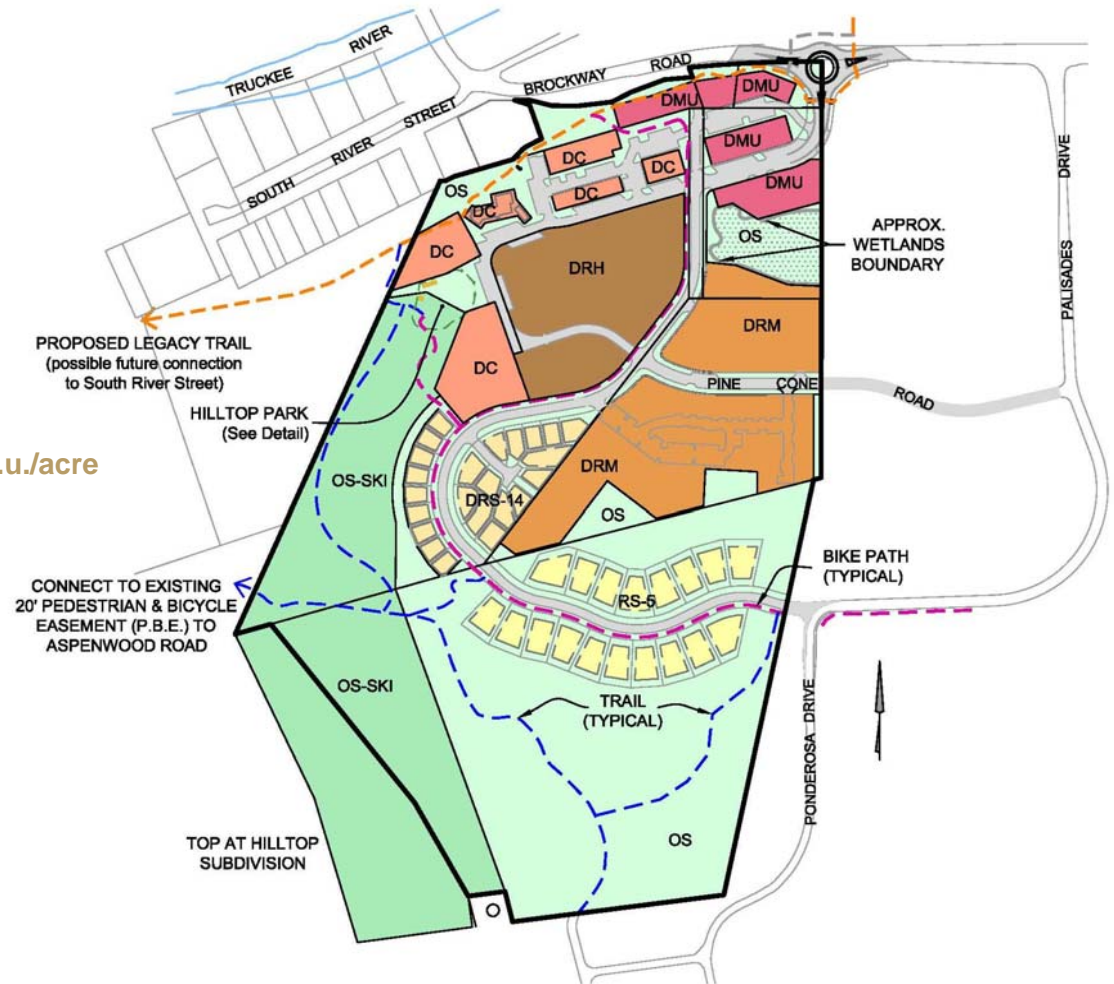 TRUCKEE RIVER
BROCKWAY ROAD
SOUTH RIVER STREET
DMU
DMU
DMU
DMU
DC
DC
DC
DC
DC
DC
OS
OS
APPROX.
WETLANDS
BOUNDARY
PALISADES DRIVE
DRH
DRM
PROPOSED LEGACY TRAIL
(possible future connection
to South River Street)
HILLTOP PARK
(See Detail)
PINE CONE ROAD
.u./acre
OS-SKI
DRS-14
DRM
OS
BIKE PATH
(TYPICAL)
RS-5
CONNECT TO EXISTING
20' PEDESTRIAN & BICYCLE
EASEMENT (P.B.E.) TO
ASPENWOOD ROAD
OS-SKI
TRAIL
(TYPICAL)
PONDEROSA DRIVE
TOP AT HILLTOP
SUBDIVISION
OS